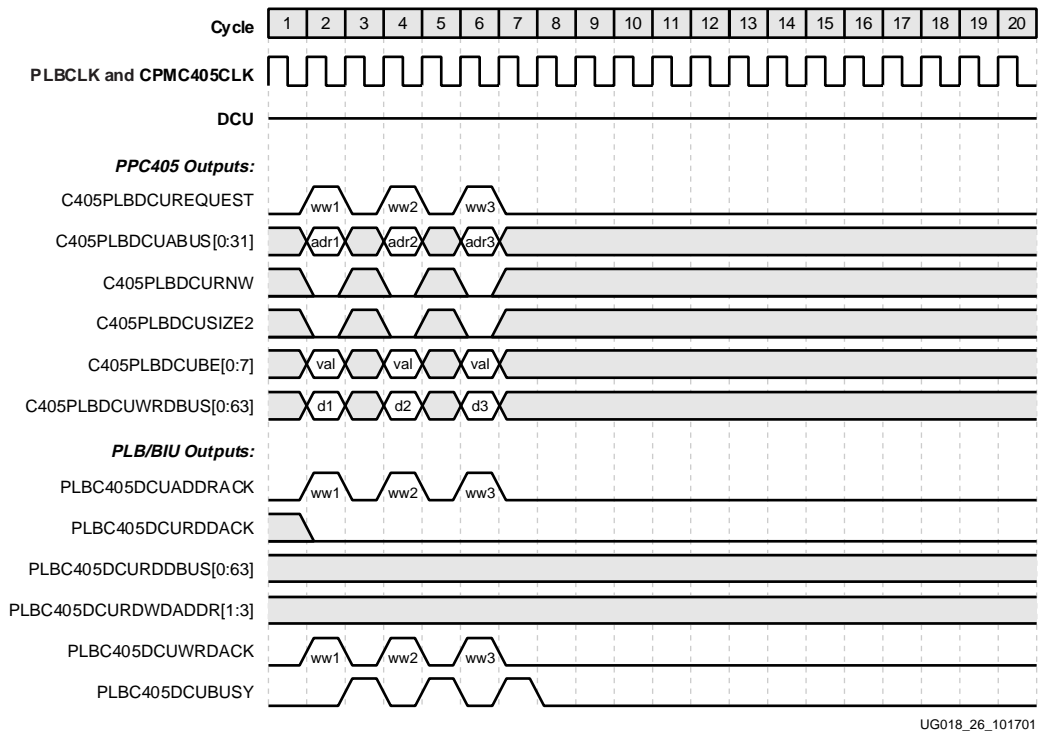 Cycle 1 2 3 4 5 6 7 8 9 10 11 12 13 14 15 16 17 18 19 20
PLBCLK and CPMC405CLK
DCU
PPC405 Outputs:
C405PLBDCUREQUEST ww1 ww2 ww3
C405PLBDCUABUS[0:31] adr1 adr2 adr3
C405PLBDCURNW
C405PLBDCUSIZE2
C405PLBDCUBE[0:7] val val val
C405PLBDCUWRDBUS[0:63] d1 d2 d3
PLB/BIU Outputs:
PLBC405DCUADDRACK ww1 ww2 ww3
PLBC405DCURDDACK
PLBC405DCURDDBUS[0:63]
PLBC405DCURDWDADDR[1:3]
PLBC405DCUWRDACK ww1 ww2 ww3
PLBC405DCUBUSY
UG018_26_101701